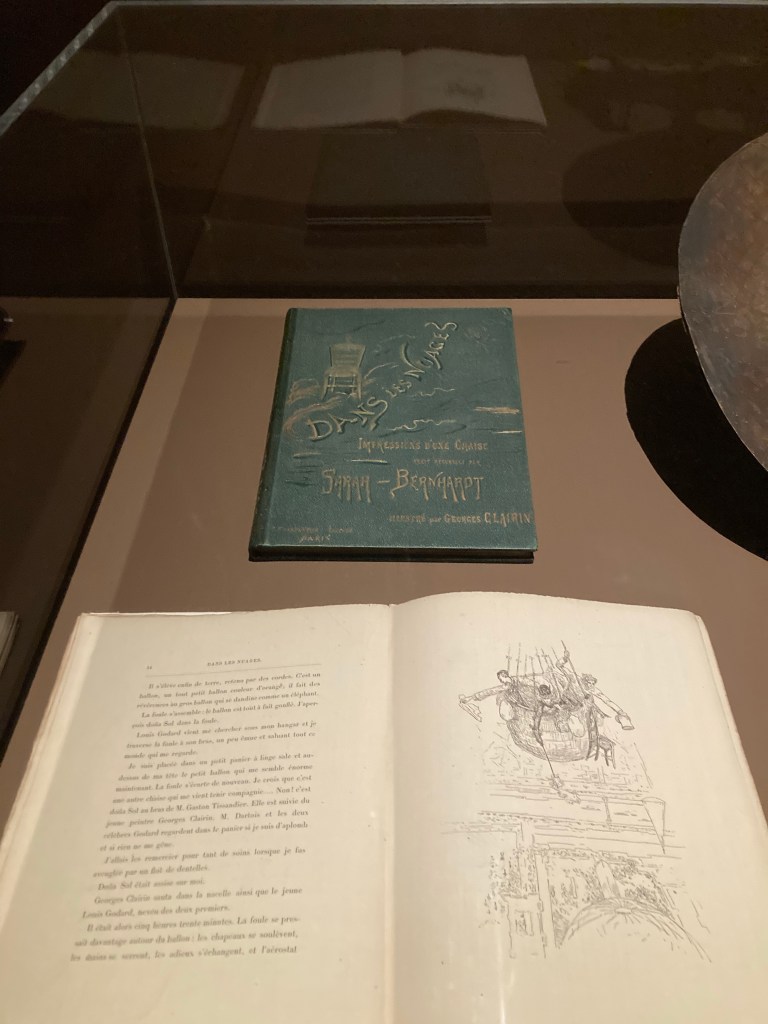 DANS LES NUAGES
IMPRESSIONS D'UNE CHAISE
RÉCIT RECUEILLI PAR
SARAH - BERNHARDT
ILLUSTRÉ par GEORGES CLAIRIN
PARIS
44
DANS LES NUAGES
Il s'élève enfin de terre, retenu par des cordes. C'est un
ballon, un tout petit ballon couleur d'orange; il fait des
révérences au gros ballon qui se dandine comme un éléphant.
La foule s'assemble; le ballon est tout à fait gonflé. J'aper-
çois doña Sol dans la foule.
Louis Godard vient me chercher sous mon hangar et je
traverse la foule à son bras, un peu émue et saluant tout ce
monde qui me regarde.
Je suis placée dans un petit panier à linge sale et au-
dessus de ma tête le petit ballon qui me semble énorme
maintenant. La foule s'écarte de nouveau. Je crois que c'est
une autre chaise qui me vient tenir compagnie.... Non! c'est
doña Sol au bras de M. Gaston Tissandier. Elle est suivie du
jeune peintre Georges Clairin. M. Dartois et les deux
célèbres Godard regardent dans le panier si je suis d'aplomb
et si rien ne me gêne.
J'allais les remercier pour tant de soins lorsque je fus
aveuglée par un flot de dentelles.
Doña Sol était assise sur moi.
Georges Clairin sauta dans la nacelle ainsi que le jeune
Louis Godard, neveu des deux premiers.
Il était alors cinq heures trente minutes. La foule se pres-
sait davantage autour du ballon; les chapeaux se soulèvent,
les mains se serrent, les adieux s'échangent, et l'aérostat